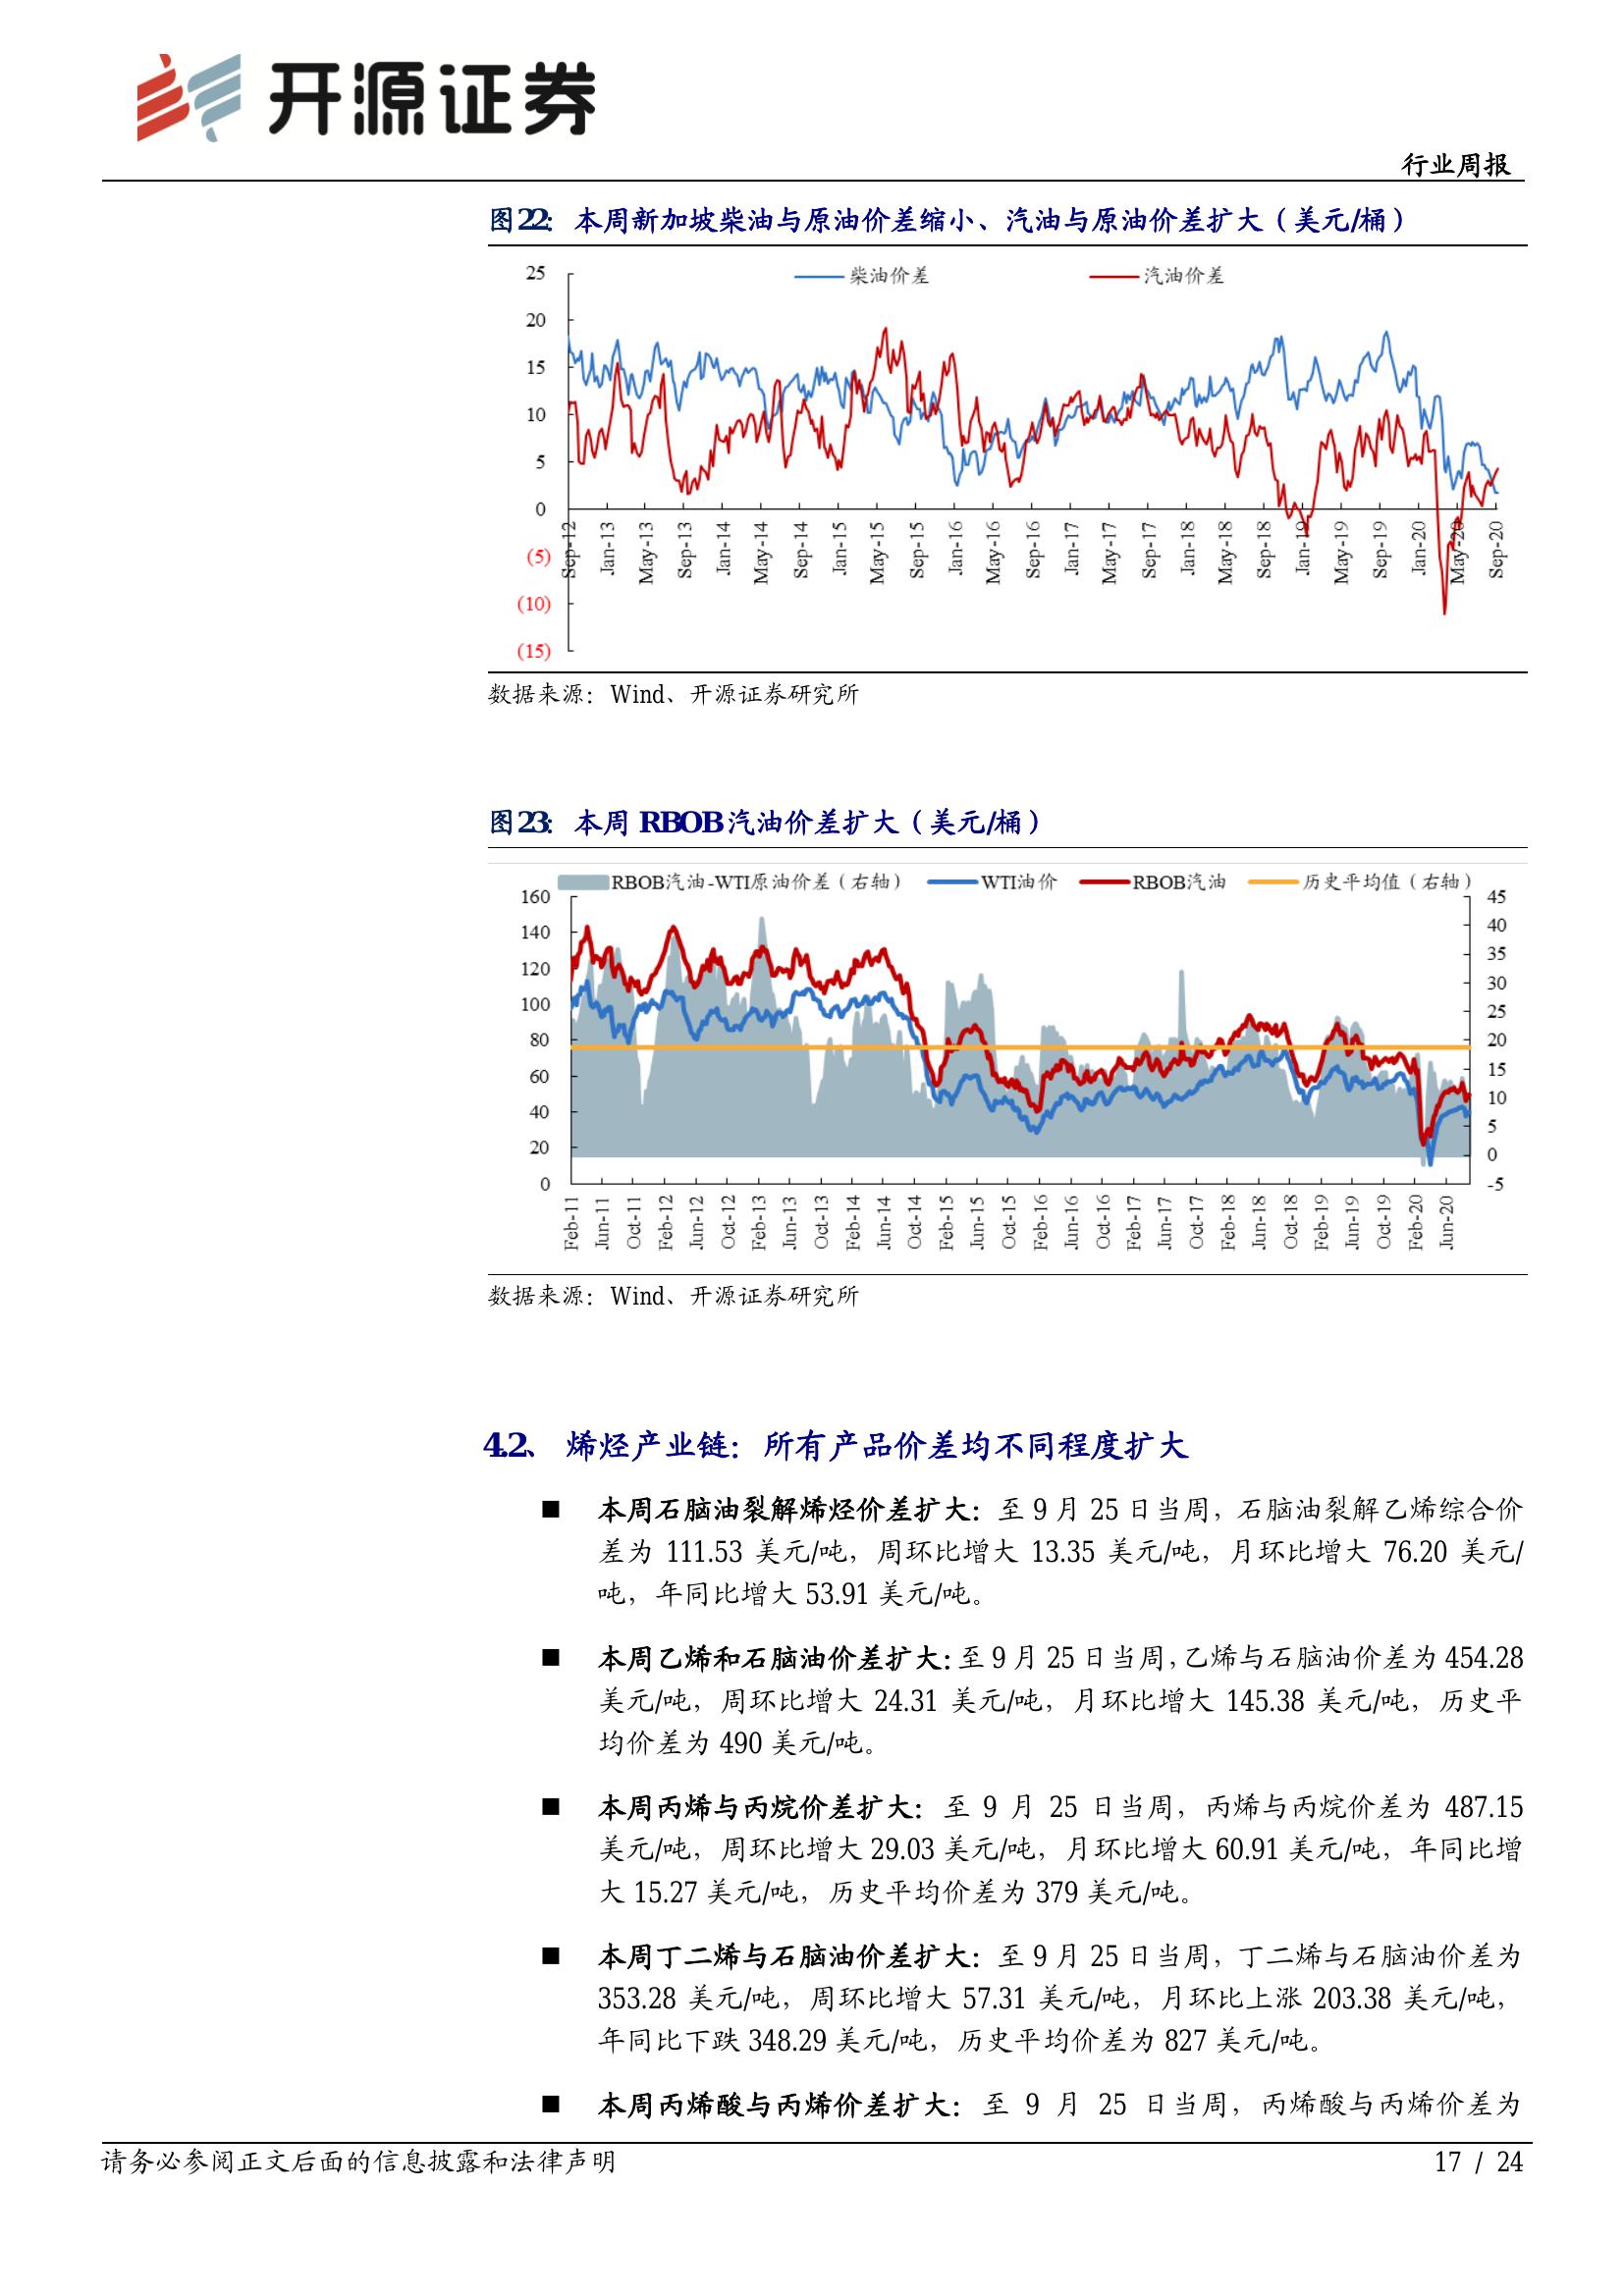 开源证券
行业周报
图22： 本周新加坡柴油与原油价差缩小、汽油与原油价差扩大（美元/桶）
柴油价差 汽油价差
25
20
15
10
5
0
(5)
(10)
(15)
Sep-12 Jan-13 May-13 Sep-13 Jan-14 May-14 Sep-14 Jan-15 May-15 Sep-15 Jan-16 May-16 Sep-16 Jan-17 May-17 Sep-17 Jan-18 May-18 Sep-18 Jan-19 May-19 Sep-19 Jan-20 May-20 Sep-20
数据来源：Wind、开源证券研究所
图23： 本周 RBOB 汽油价差扩大（美元/桶）
RBOB汽油-WTI原油价差（右轴） WTI油价 RBOB汽油 历史平均值（右轴）
160
140
120
100
80
60
40
20
0
45
40
35
30
25
20
15
10
5
0
-5
Feb-11 Jun-11 Oct-11 Feb-12 Jun-12 Oct-12 Feb-13 Jun-13 Oct-13 Feb-14 Jun-14 Oct-14 Feb-15 Jun-15 Oct-15 Feb-16 Jun-16 Oct-16 Feb-17 Jun-17 Oct-17 Feb-18 Jun-18 Oct-18 Feb-19 Jun-19 Oct-19 Feb-20 Jun-20
数据来源：Wind、开源证券研究所
4.2、 烯烃产业链：所有产品价差均不同程度扩大
■ 本周石脑油裂解烯烃价差扩大：至 9 月 25 日当周，石脑油裂解乙烯综合价
差为 111.53 美元/吨，周环比增大 13.35 美元/吨，月环比增大 76.20 美元/
吨，年同比增大 53.91 美元/吨。
■ 本周乙烯和石脑油价差扩大：至 9 月 25 日当周，乙烯与石脑油价差为 454.28
美元/吨，周环比增大 24.31 美元/吨，月环比增大 145.38 美元/吨，历史平
均价差为 490 美元/吨。
■ 本周丙烯与丙烷价差扩大：至 9 月 25 日当周，丙烯与丙烷价差为 487.15
美元/吨，周环比增大 29.03 美元/吨，月环比增大 60.91 美元/吨，年同比增
大 15.27 美元/吨，历史平均价差为 379 美元/吨。
■ 本周丁二烯与石脑油价差扩大：至 9 月 25 日当周，丁二烯与石脑油价差为
353.28 美元/吨，周环比增大 57.31 美元/吨，月环比上涨 203.38 美元/吨，
年同比下跌 348.29 美元/吨，历史平均价差为 827 美元/吨。
■ 本周丙烯酸与丙烯价差扩大：至 9 月 25 日当周，丙烯酸与丙烯价差为
请务必参阅正文后面的信息披露和法律声明
17 / 24